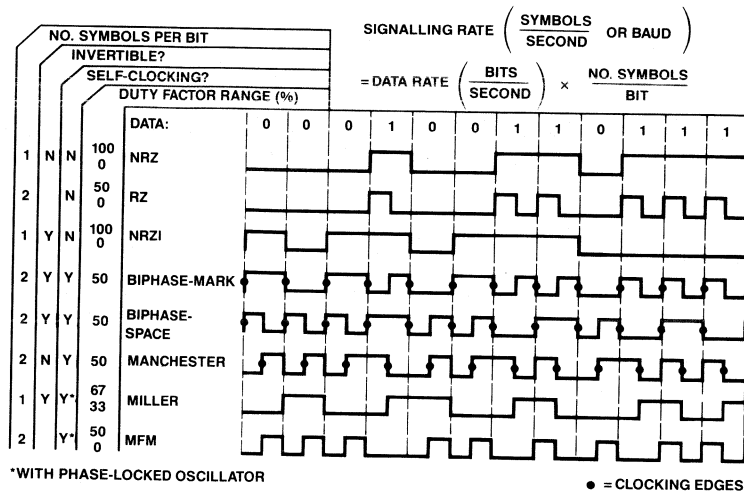 NO. SYMBOLS PER BIT
INVERTIBLE?
SELF-CLOCKING?
DUTY FACTOR RANGE (%)
SIGNALLING RATE ( SYMBOLS / SECOND OR BAUD )
= DATA RATE ( BITS / SECOND ) × NO. SYMBOLS / BIT
DATA: 0 0 0 1 0 0 1 1 0 1 1 1
1 N N 100 0 NRZ
2 N 50 0 RZ
1 Y N 100 0 NRZI
2 Y Y 50 BIPHASE-MARK
2 Y Y 50 BIPHASE-SPACE
2 N Y 50 MANCHESTER
1 Y Y* 67 33 MILLER
2 Y* 50 0 MFM
*WITH PHASE-LOCKED OSCILLATOR
● = CLOCKING EDGES